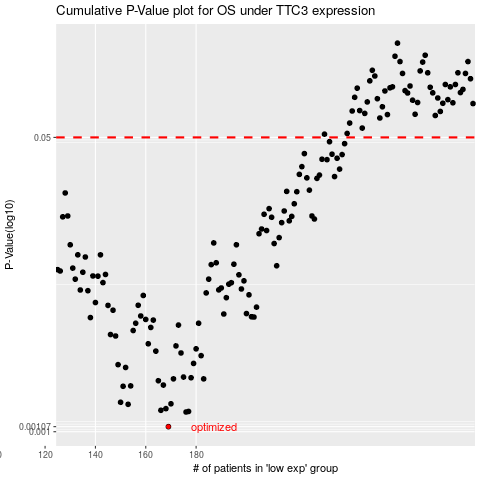 Cumulative P-Value plot for OS under TTC3 expression
P-Value(log10)
0.05
0.00107
0.001
optimized
0 120 140 160 180
# of patients in 'low exp' group